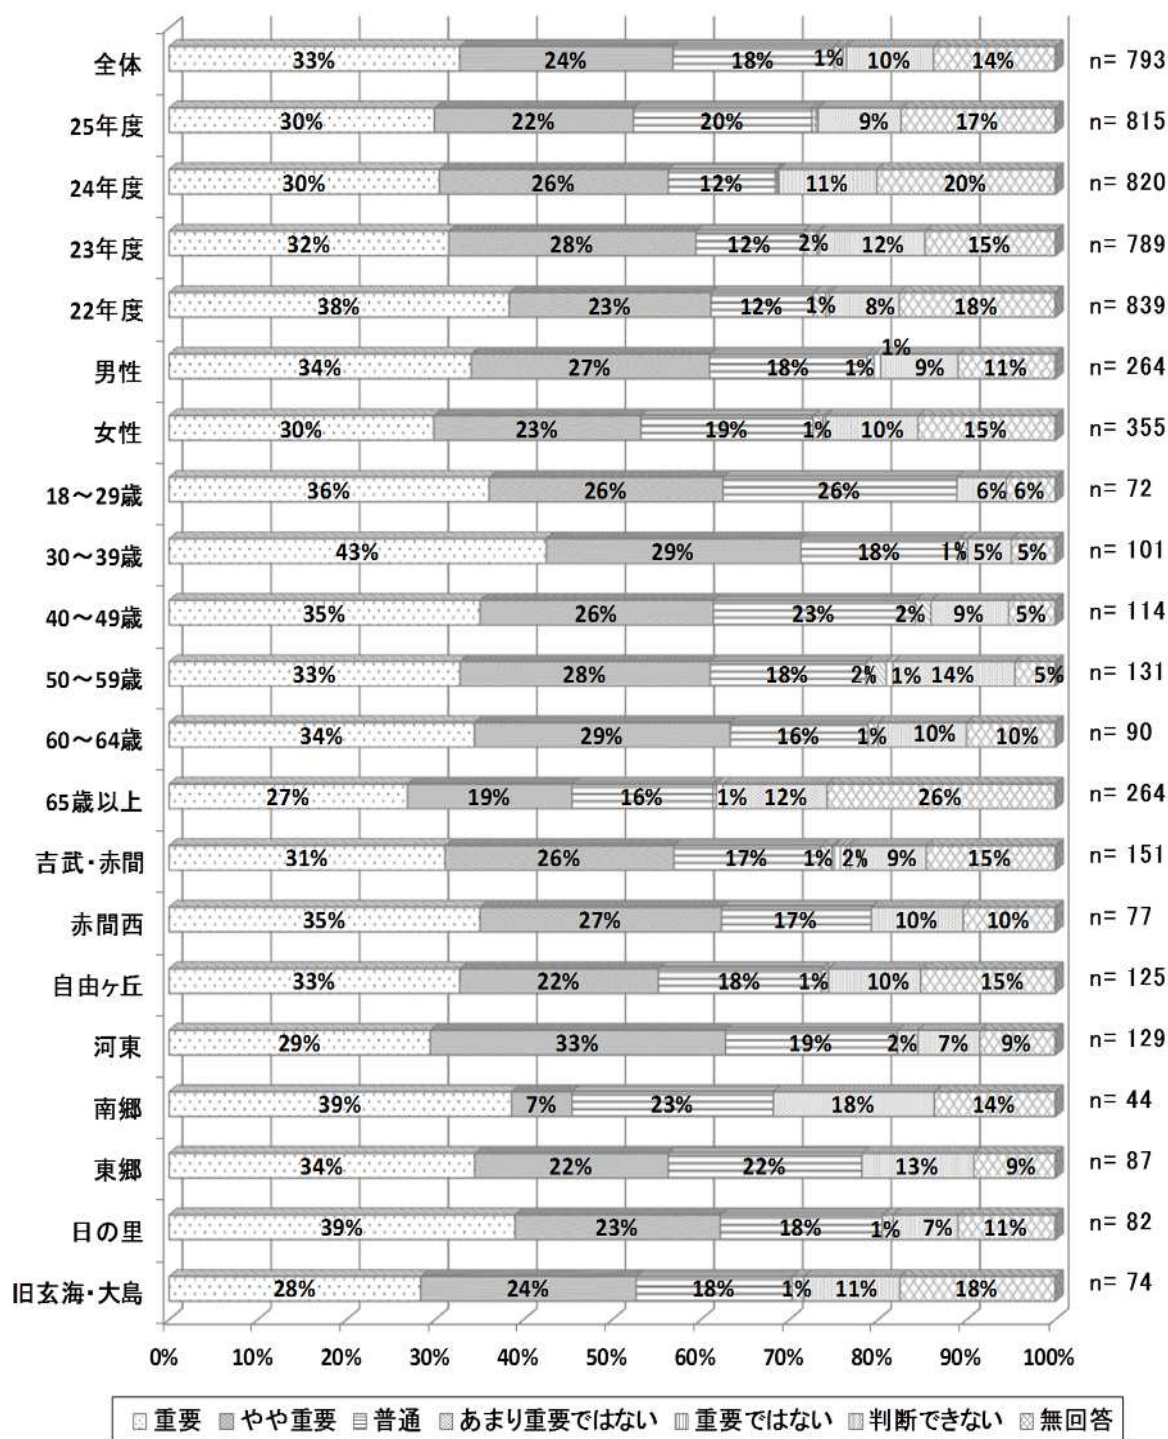 全体 33% 24% 18% 1% 10% 14% n= 793
25年度 30% 22% 20% 9% 17% n= 815
24年度 30% 26% 12% 11% 20% n= 820
23年度 32% 28% 12% 2% 12% 15% n= 789
22年度 38% 23% 12% 1% 8% 18% n= 839
1%
男性 34% 27% 18% 1% 9% 11% n= 264
女性 30% 23% 19% 1% 10% 15% n= 355
18～29歳 36% 26% 26% 6% 6% n= 72
30～39歳 43% 29% 18% 1% 5% 5% n= 101
40～49歳 35% 26% 23% 2% 9% 5% n= 114
50～59歳 33% 28% 18% 2% 1% 14% 5% n= 131
60～64歳 34% 29% 16% 1% 10% 10% n= 90
65歳以上 27% 19% 16% 1% 12% 26% n= 264
吉武・赤間 31% 26% 17% 1% 2% 9% 15% n= 151
赤間西 35% 27% 17% 10% 10% n= 77
自由ヶ丘 33% 22% 18% 1% 10% 15% n= 125
河東 29% 33% 19% 2% 7% 9% n= 129
南郷 39% 7% 23% 18% 14% n= 44
東郷 34% 22% 22% 13% 9% n= 87
日の里 39% 23% 18% 1% 7% 11% n= 82
旧玄海・大島 28% 24% 18% 1% 11% 18% n= 74
0% 10% 20% 30% 40% 50% 60% 70% 80% 90% 100%
重要 やや重要 普通 あまり重要ではない 重要ではない 判断できない 無回答